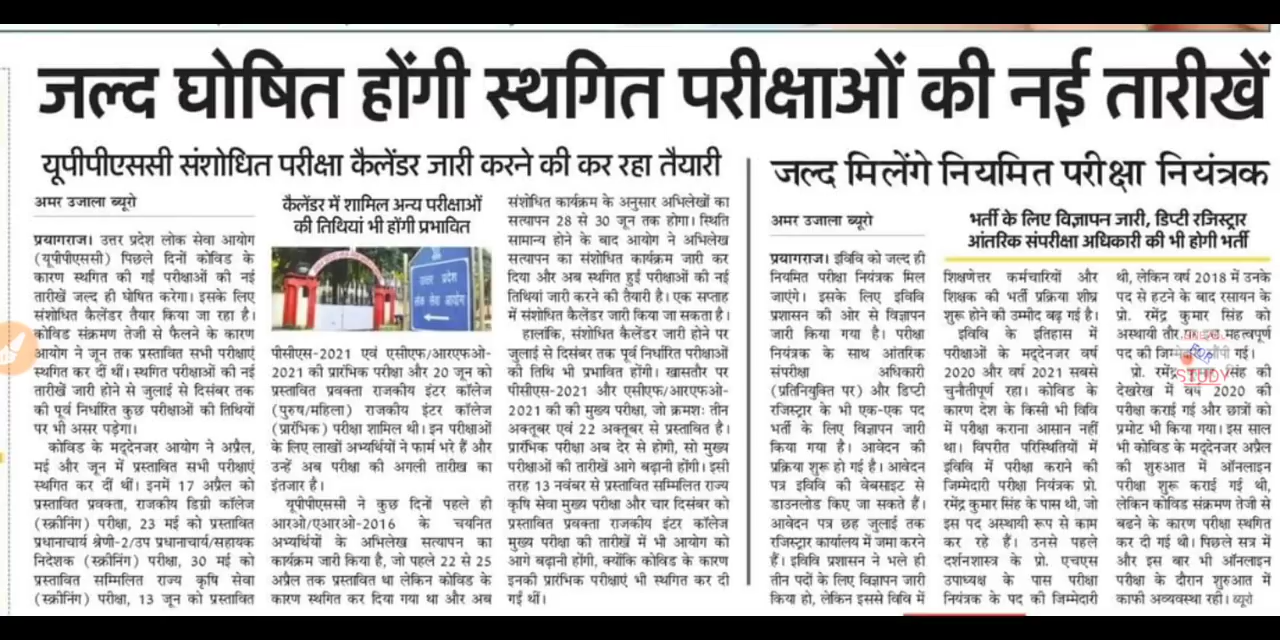 जल्द घोषित होंगी स्थगित परीक्षाओं की नई तारीखें
यूपीपीएससी संशोधित परीक्षा कैलेंडर जारी करने की कर रहा तैयारी
अमर उजाला ब्यूरो
प्रयागराज। उत्तर प्रदेश लोक सेवा आयोग
(यूपीपीएससी) पिछले दिनों कोविड के
कारण स्थगित की गई परीक्षाओं की नई
तारीखें जल्द ही घोषित करेगा। इसके लिए
संशोधित कैलेंडर तैयार किया जा रहा है।
कोविड संक्रमण तेजी से फैलने के कारण
आयोग ने जून तक प्रस्तावित सभी परीक्षाएं
स्थगित कर दीं थीं। स्थगित परीक्षाओं की नई
तारीखें जारी होने से जुलाई से दिसंबर तक
की पूर्व निर्धारित कुछ परीक्षाओं की तिथियों
पर भी असर पड़ेगा।
कोविड के मद्देनजर आयोग ने अप्रैल,
मई और जून में प्रस्तावित सभी परीक्षाएं
स्थगित कर दीं थीं। इनमें 17 अप्रैल को
प्रस्तावित प्रवक्ता, राजकीय डिग्री कॉलेज
(स्क्रीनिंग) परीक्षा, 23 मई को प्रस्तावित
प्रधानाचार्य श्रेणी-2/उप प्रधानाचार्य/सहायक
निदेशक (स्क्रीनिंग) परीक्षा, 30 मई को
प्रस्तावित सम्मिलित राज्य कृषि सेवा
(स्क्रीनिंग) परीक्षा, 13 जून को प्रस्तावित
कैलेंडर में शामिल अन्य परीक्षाओं
की तिथियां भी होंगी प्रभावित
उत्तर प्रदेश
लोक सेवा आयोग
पीसीएस-2021 एवं एसीएफ/आरएफओ-
2021 की प्रारंभिक परीक्षा और 20 जून को
प्रस्तावित प्रवक्ता राजकीय इंटर कॉलेज
(पुरुष/महिला) राजकीय इंटर कॉलेज
(प्रारंभिक) परीक्षा शामिल थी। इन परीक्षाओं
के लिए लाखों अभ्यर्थियों ने फार्म भरे हैं और
उन्हें अब परीक्षा की अगली तारीख का
इंतजार है।
यूपीपीएससी ने कुछ दिनों पहले ही
आरओ/एआरओ-2016 के चयनित
अभ्यर्थियों के अभिलेख सत्यापन का
कार्यक्रम जारी किया है, जो पहले 22 से 25
अप्रैल तक प्रस्तावित था लेकिन कोविड के
कारण स्थगित कर दिया गया था और अब
संशोधित कार्यक्रम के अनुसार अभिलेखों का
सत्यापन 28 से 30 जून तक होगा। स्थिति
सामान्य होने के बाद आयोग ने अभिलेख
सत्यापन का संशोधित कार्यक्रम जारी कर
दिया और अब स्थगित हुई परीक्षाओं की नई
तिथियां जारी करने की तैयारी है। एक सप्ताह
में संशोधित कैलेंडर जारी किया जा सकता है।
हालांकि, संशोधित कैलेंडर जारी होने पर
जुलाई से दिसंबर तक पूर्व निर्धारित परीक्षाओं
की तिथि भी प्रभावित होंगी। खासतौर पर
पीसीएस-2021 और एसीएफ/आरएफओ-
2021 की की मुख्य परीक्षा, जो क्रमशः तीन
अक्तूबर एवं 22 अक्तूबर से प्रस्तावित है।
प्रारंभिक परीक्षा अब देर से होगी, सो मुख्य
परीक्षाओं की तारीखें आगे बढ़ानी होंगी। इसी
तरह 13 नवंबर से प्रस्तावित सम्मिलित राज्य
कृषि सेवा मुख्य परीक्षा और चार दिसंबर को
प्रस्तावित प्रवक्ता राजकीय इंटर कॉलेज
मुख्य परीक्षा की तारीखें में भी आयोग को
आगे बढ़ानी होगी, क्योंकि कोविड के कारण
इनकी प्रारंभिक परीक्षाएं भी स्थगित कर दी
गईं थीं।
जल्द मिलेंगे नियमित परीक्षा नियंत्रक
अमर उजाला ब्यूरो
प्रयागराज। इविवि को जल्द ही
नियमित परीक्षा नियंत्रक मिल
जाएंगे। इसके लिए इविवि
प्रशासन की ओर से विज्ञापन
जारी किया गया है। परीक्षा
नियंत्रक के साथ आंतरिक
संपरीक्षा अधिकारी
(प्रतिनियुक्ति पर) और डिप्टी
रजिस्ट्रार के भी एक-एक पद
भर्ती के लिए विज्ञापन जारी
किया गया है। आवेदन की
प्रक्रिया शुरू हो गई है। आवेदन
पत्र इविवि की वेबसाइट से
डाउनलोड किए जा सकते हैं।
आवेदन पत्र छह जुलाई तक
रजिस्ट्रार कार्यालय में जमा करने
हैं। इविवि प्रशासन ने भले ही
तीन पदों के लिए विज्ञापन जारी
किया हो, लेकिन इससे विवि में
भर्ती के लिए विज्ञापन जारी, डिप्टी रजिस्ट्रार
आंतरिक संपरीक्षा अधिकारी की भी होगी भर्ती
शिक्षणेत्तर कर्मचारियों और
शिक्षक की भर्ती प्रक्रिया शीघ्र
शुरू होने की उम्मीद बढ़ गई है।
इविवि के इतिहास में
परीक्षाओं के मद्देनजर वर्ष
2020 और वर्ष 2021 सबसे
चुनौतीपूर्ण रहा। कोविड के
कारण देश के किसी भी विवि
में परीक्षा कराना आसान नहीं
था। विपरीत परिस्थितियों में
इविवि में परीक्षा कराने की
जिम्मेदारी परीक्षा नियंत्रक प्रो.
रमेंद्र कुमार सिंह के पास थी, जो
इस पद अस्थायी रूप से काम
कर रहे हैं। उनसे पहले
दर्शनशास्त्र के प्रो. एचएस
उपाध्यक्ष के पास परीक्षा
नियंत्रक के पद की जिम्मेदारी
थी, लेकिन वर्ष 2018 में उनके
पद से हटने के बाद रसायन के
प्रो. रमेंद्र कुमार सिंह को
अस्थायी तौर महत्वपूर्ण
पद की गई।
प्रो. रमेंद्र सिंह की
देखरेख में वर्ष 2020 की
परीक्षा कराई गई और छात्रों को
प्रमोट भी किया गया। इस साल
भी कोविड के मद्देनजर अप्रैल
की शुरुआत में ऑनलाइन
परीक्षा शुरू कराई गई थी,
लेकिन कोविड संक्रमण तेजी से
बढने के कारण परीक्षा स्थगित
कर दी गई थी। पिछले सत्र में
और इस बार भी ऑनलाइन
परीक्षा के दौरान शुरुआत में
काफी अव्यवस्था रही। ब्यूरो
FOR
STUDY